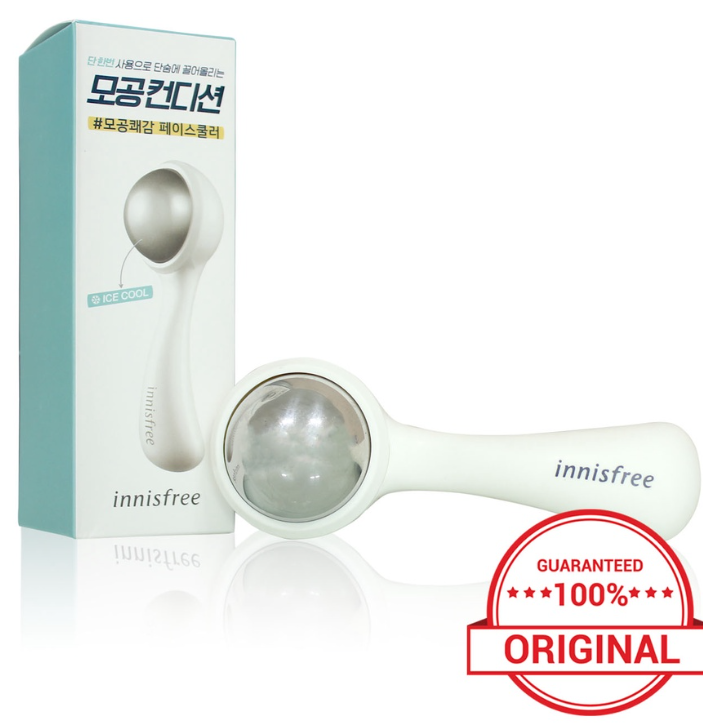 단 한번 사용으로 단숨에 끌어올리는
모공컨디션
#모공쾌감 페이스쿨러
ICE COOL
innisfree
innisfree
innisfree
innisfree
GUARANTEED
100%
ORIGINAL